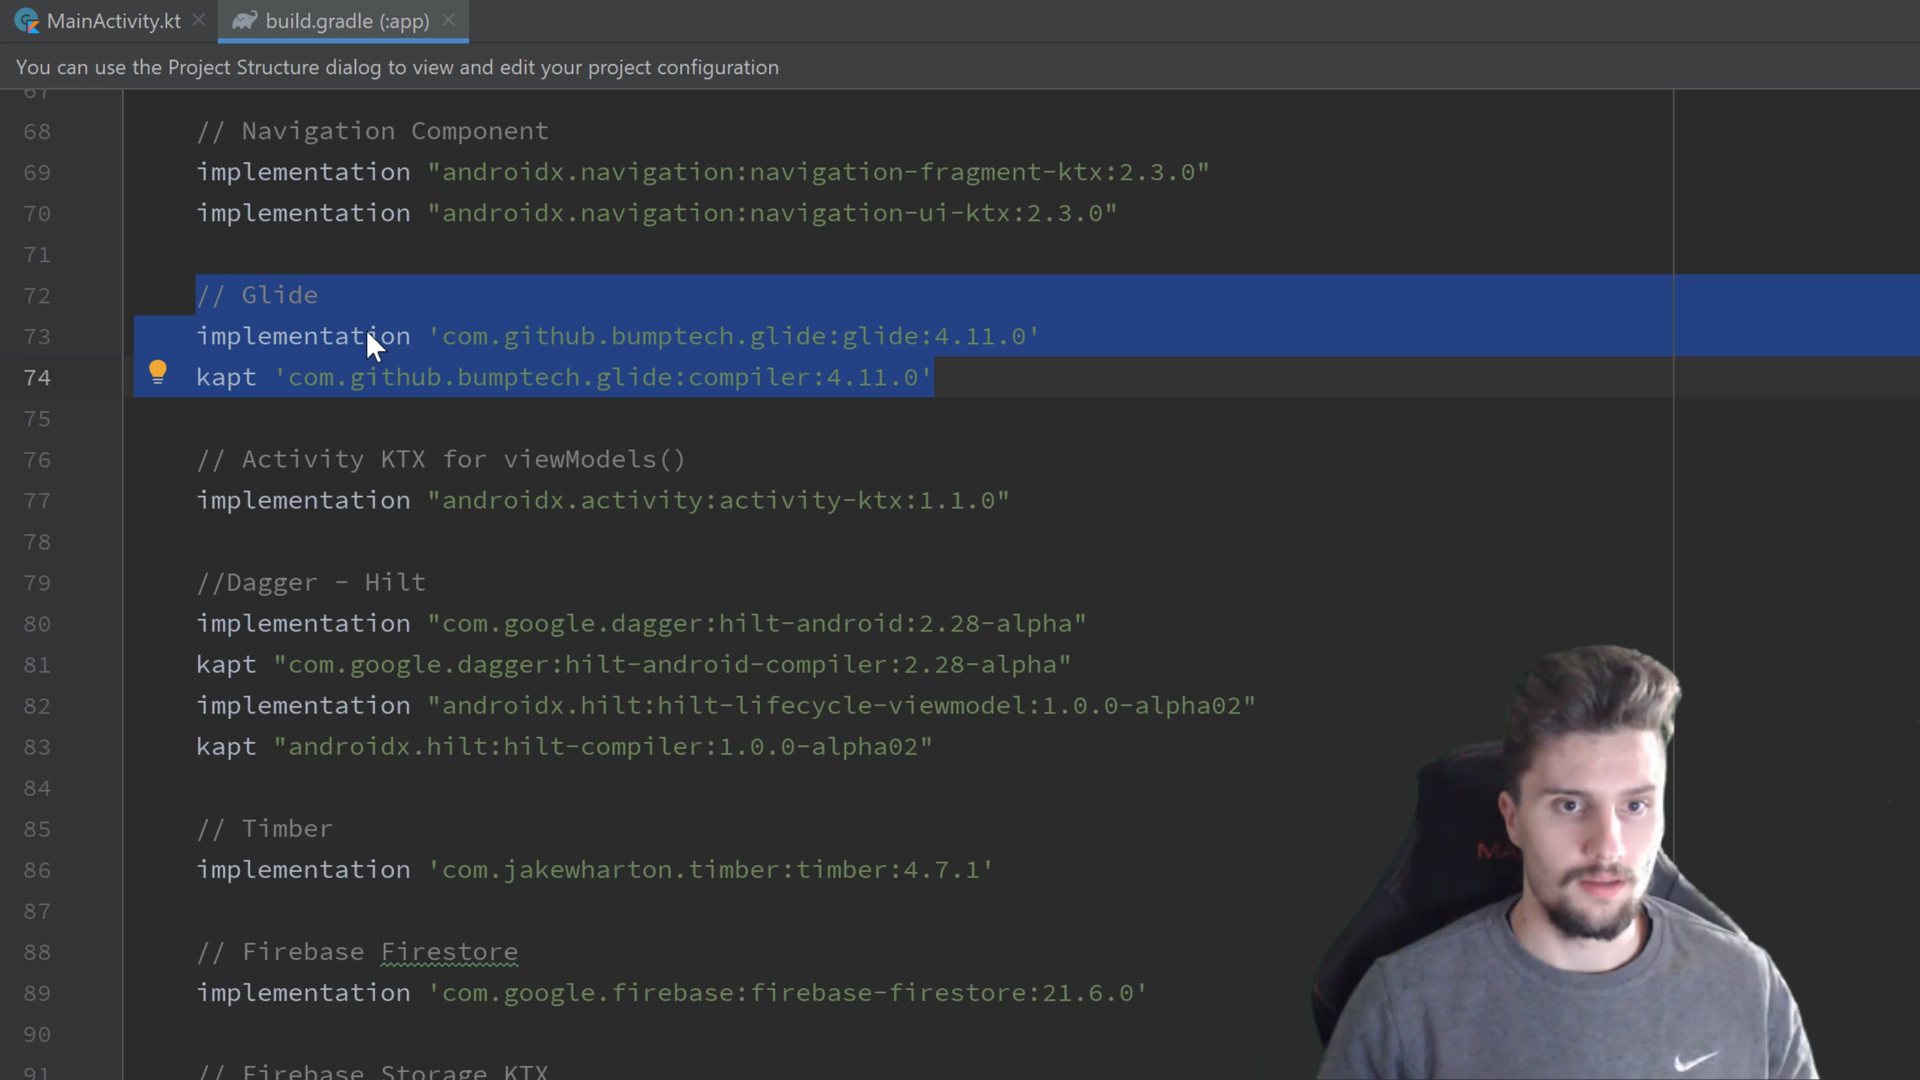 MainActivity.kt
build.gradle (:app)
You can use the Project Structure dialog to view and edit your project configuration
67
68 // Navigation Component
69 implementation "androidx.navigation:navigation-fragment-ktx:2.3.0"
70 implementation "androidx.navigation:navigation-ui-ktx:2.3.0"
71
72 // Glide
73 implementation 'com.github.bumptech.glide:glide:4.11.0'
74 kapt 'com.github.bumptech.glide:compiler:4.11.0'
75
76 // Activity KTX for viewModels()
77 implementation "androidx.activity:activity-ktx:1.1.0"
78
79 //Dagger - Hilt
80 implementation "com.google.dagger:hilt-android:2.28-alpha"
81 kapt "com.google.dagger:hilt-android-compiler:2.28-alpha"
82 implementation "androidx.hilt:hilt-lifecycle-viewmodel:1.0.0-alpha02"
83 kapt "androidx.hilt:hilt-compiler:1.0.0-alpha02"
84
85 // Timber
86 implementation 'com.jakewharton.timber:timber:4.7.1'
87
88 // Firebase Firestore
89 implementation 'com.google.firebase:firebase-firestore:21.6.0'
90
91 // Firebase Storage KTX